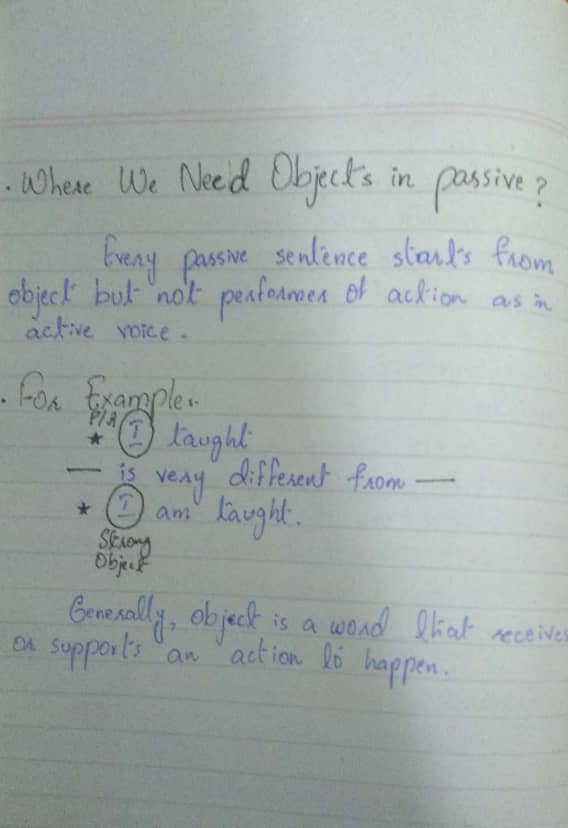 . Where We Need Objects in passive?
Every passive sentence starts from
object but not performer of action as in
active voice.
. For Example:.
P/A
* I taught
— is very different from —
* I am taught.
Strong
Object
Generally, object is a word that receives
or supports an action to happen.